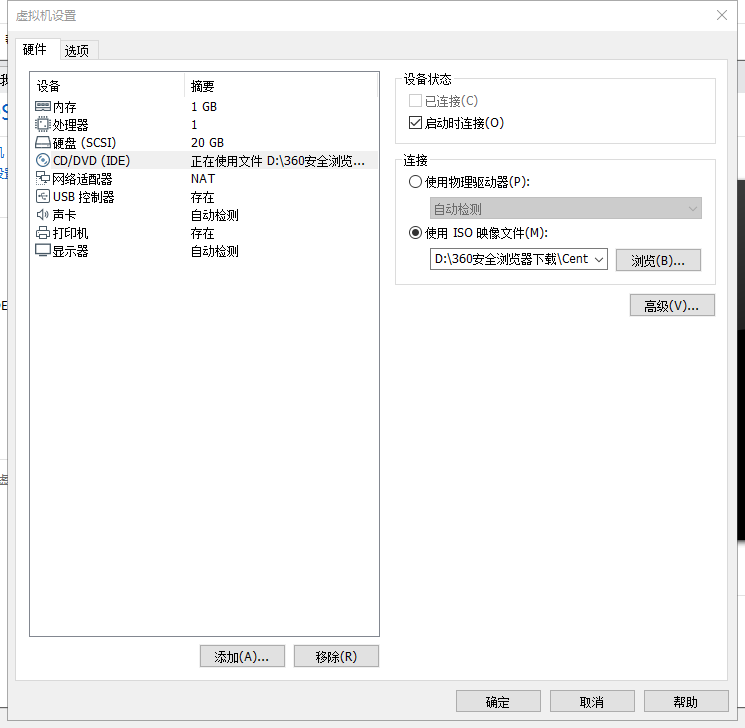 虚拟机设置
硬件 选项
设备 摘要
内存 1 GB
处理器 1
硬盘 (SCSI) 20 GB
CD/DVD (IDE) 正在使用文件 D:\360安全浏览...
网络适配器 NAT
USB 控制器 存在
声卡 自动检测
打印机 存在
显示器 自动检测
添加(A)... 移除(R)
设备状态
已连接(C)
启动时连接(O)
连接
使用物理驱动器(P):
自动检测
使用 ISO 映像文件(M):
D:\360安全浏览器下载\Cent 浏览(B)...
高级(V)...
确定 取消 帮助